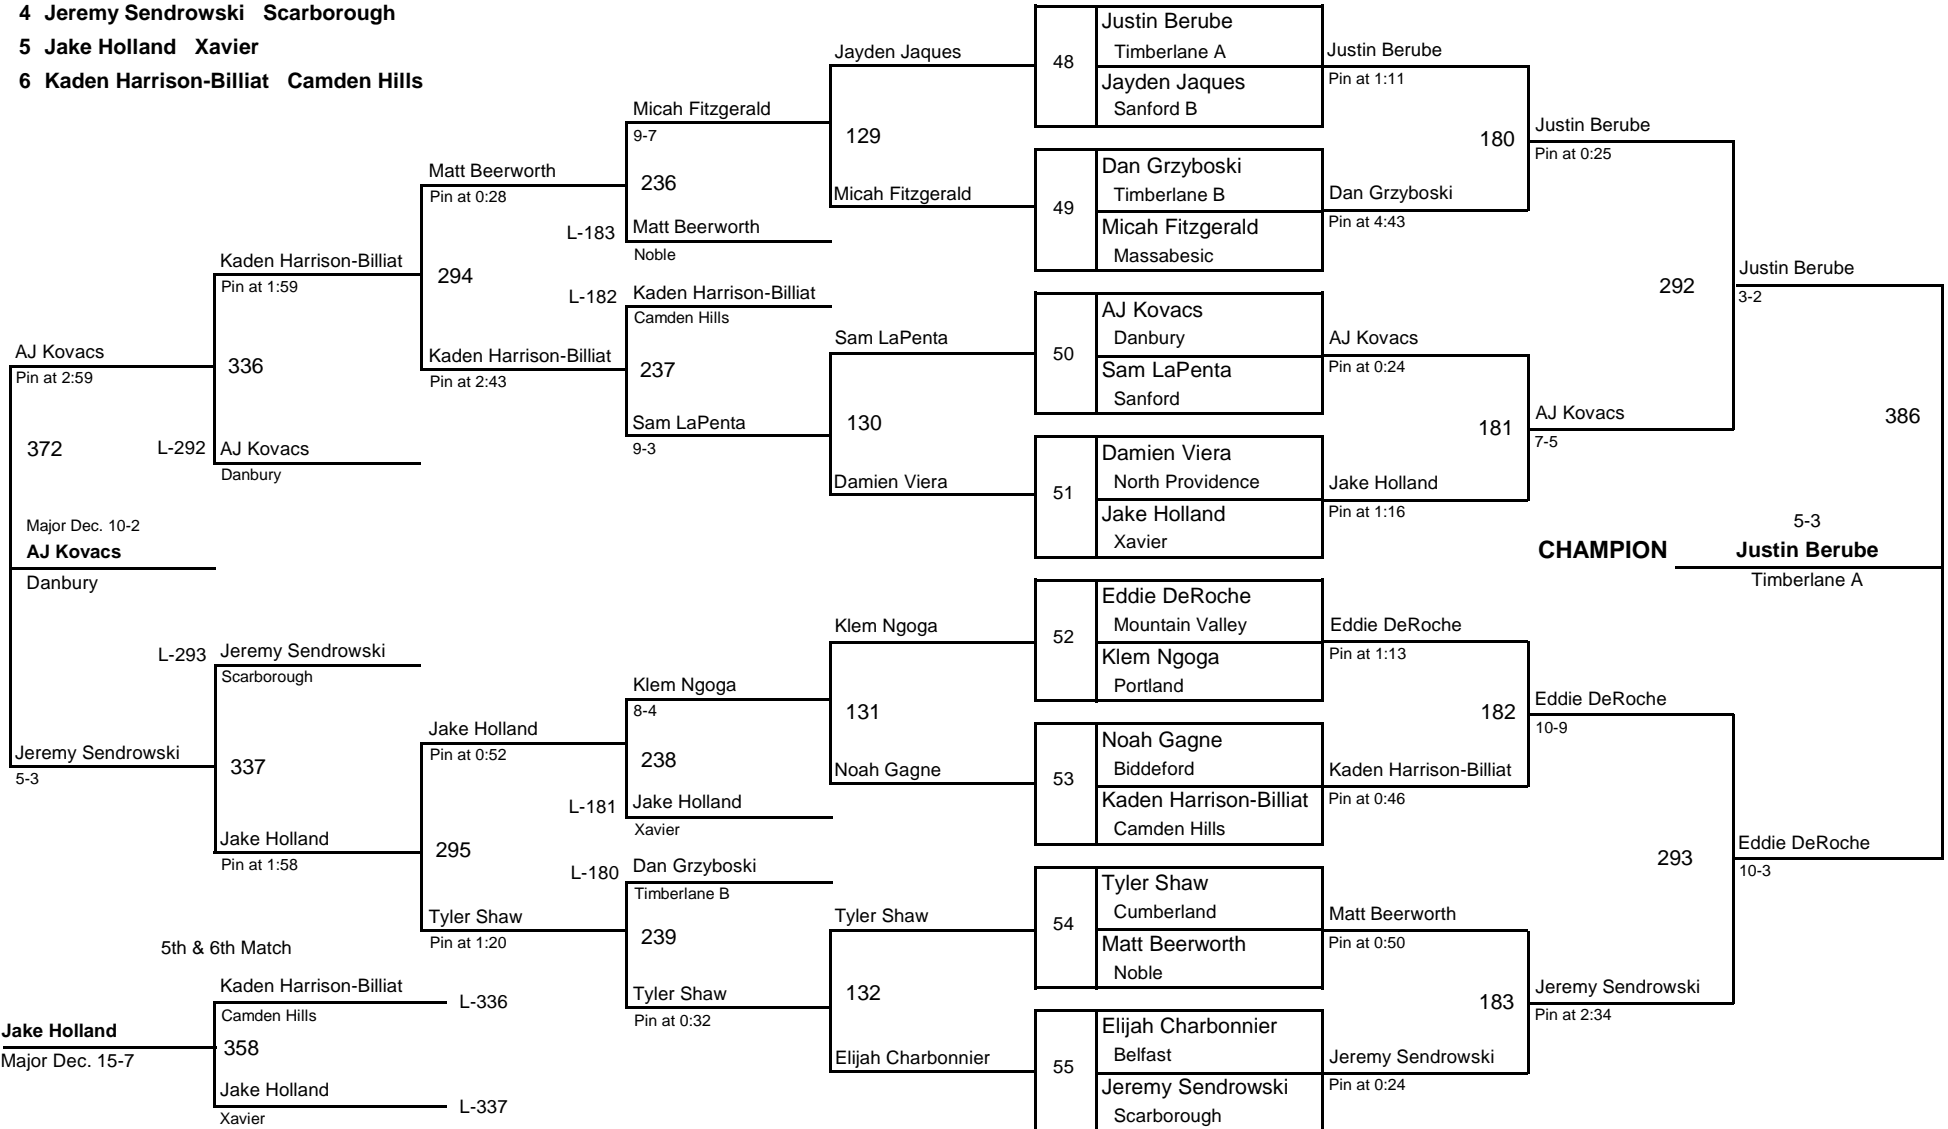 4 Jeremy Sendrowski Scarborough
5 Jake Holland Xavier
6 Kaden Harrison-Billiat Camden Hills
48
Justin Berube
Timberlane A
Jayden Jaques
Sanford B
49
Dan Grzyboski
Timberlane B
Micah Fitzgerald
Massabesic
50
AJ Kovacs
Danbury
Sam LaPenta
Sanford
51
Damien Viera
North Providence
Jake Holland
Xavier
52
Eddie DeRoche
Mountain Valley
Klem Ngoga
Portland
53
Noah Gagne
Biddeford
Kaden Harrison-Billiat
Camden Hills
54
Tyler Shaw
Cumberland
Matt Beerworth
Noble
55
Elijah Charbonnier
Belfast
Jeremy Sendrowski
Scarborough
Justin Berube
Pin at 1:11
180
Dan Grzyboski
Pin at 4:43
AJ Kovacs
Pin at 0:24
181
Jake Holland
Pin at 1:16
Eddie DeRoche
Pin at 1:13
182
Kaden Harrison-Billiat
Pin at 0:46
Matt Beerworth
Pin at 0:50
183
Jeremy Sendrowski
Pin at 0:24
Justin Berube
Pin at 0:25
292
AJ Kovacs
7-5
Eddie DeRoche
10-9
293
Jeremy Sendrowski
Pin at 2:34
Justin Berube
3-2
386
5-3
CHAMPION Justin Berube
Timberlane A
Eddie DeRoche
10-3
Jayden Jaques
129
Micah Fitzgerald
Sam LaPenta
130
Damien Viera
Klem Ngoga
131
Noah Gagne
Tyler Shaw
132
Elijah Charbonnier
Micah Fitzgerald
9-7
236
L-183 Matt Beerworth
Noble
L-182 Kaden Harrison-Billiat
Camden Hills
237
Sam LaPenta
9-3
Klem Ngoga
8-4
238
L-181 Jake Holland
Xavier
L-180 Dan Grzyboski
Timberlane B
239
Tyler Shaw
Pin at 0:32
Matt Beerworth
Pin at 0:28
294
Kaden Harrison-Billiat
Pin at 2:43
Jake Holland
Pin at 0:52
295
Tyler Shaw
Pin at 1:20
Kaden Harrison-Billiat
Pin at 1:59
336
L-292 AJ Kovacs
Danbury
L-293 Jeremy Sendrowski
Scarborough
337
Jake Holland
Pin at 1:58
AJ Kovacs
Pin at 2:59
372
Major Dec. 10-2
AJ Kovacs
Danbury
Jeremy Sendrowski
5-3
5th & 6th Match
Kaden Harrison-Billiat L-336
Camden Hills
Jake Holland
358
Major Dec. 15-7
Jake Holland L-337
Xavier